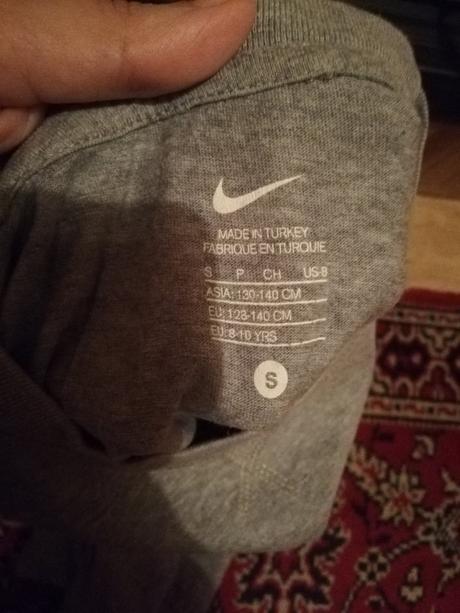 MADE IN TURKEY
FABRIQUE EN TURQUIE
S P CH US-8
ASIA: 130-140 CM
EU: 128-140 CM
EU: 8-10 YRS
S